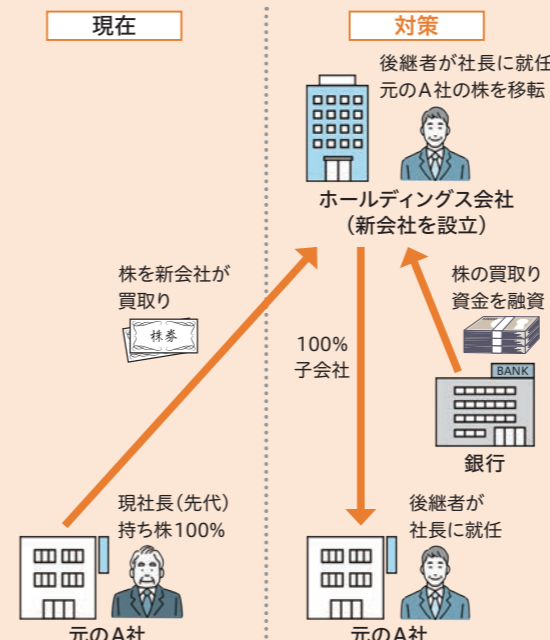 現在
対策
後継者が社長に就任
元のA社の株を移転
ホールディングス会社
（新会社を設立）
株を新会社が
買取り
株券
株の買取り
資金を融資
100%
子会社
BANK
銀行
現社長（先代）
持ち株100%
後継者が
社長に就任
元のA社
元のA社